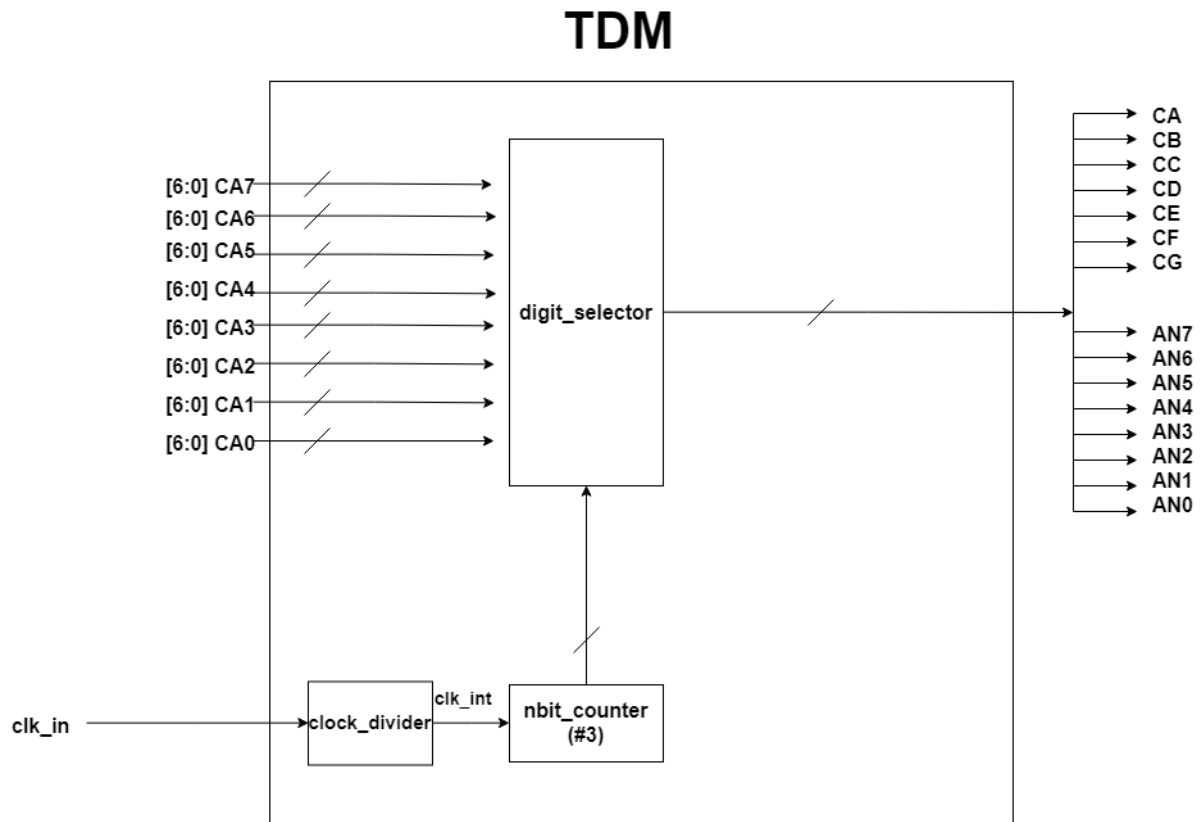 TDM
[6:0] CA7
[6:0] CA6
[6:0] CA5
[6:0] CA4
[6:0] CA3
[6:0] CA2
[6:0] CA1
[6:0] CA0
digit_selector
CA
CB
CC
CD
CE
CF
CG
AN7
AN6
AN5
AN4
AN3
AN2
AN1
AN0
clk_in
clock_divider
clk_int
nbit_counter
(#3)